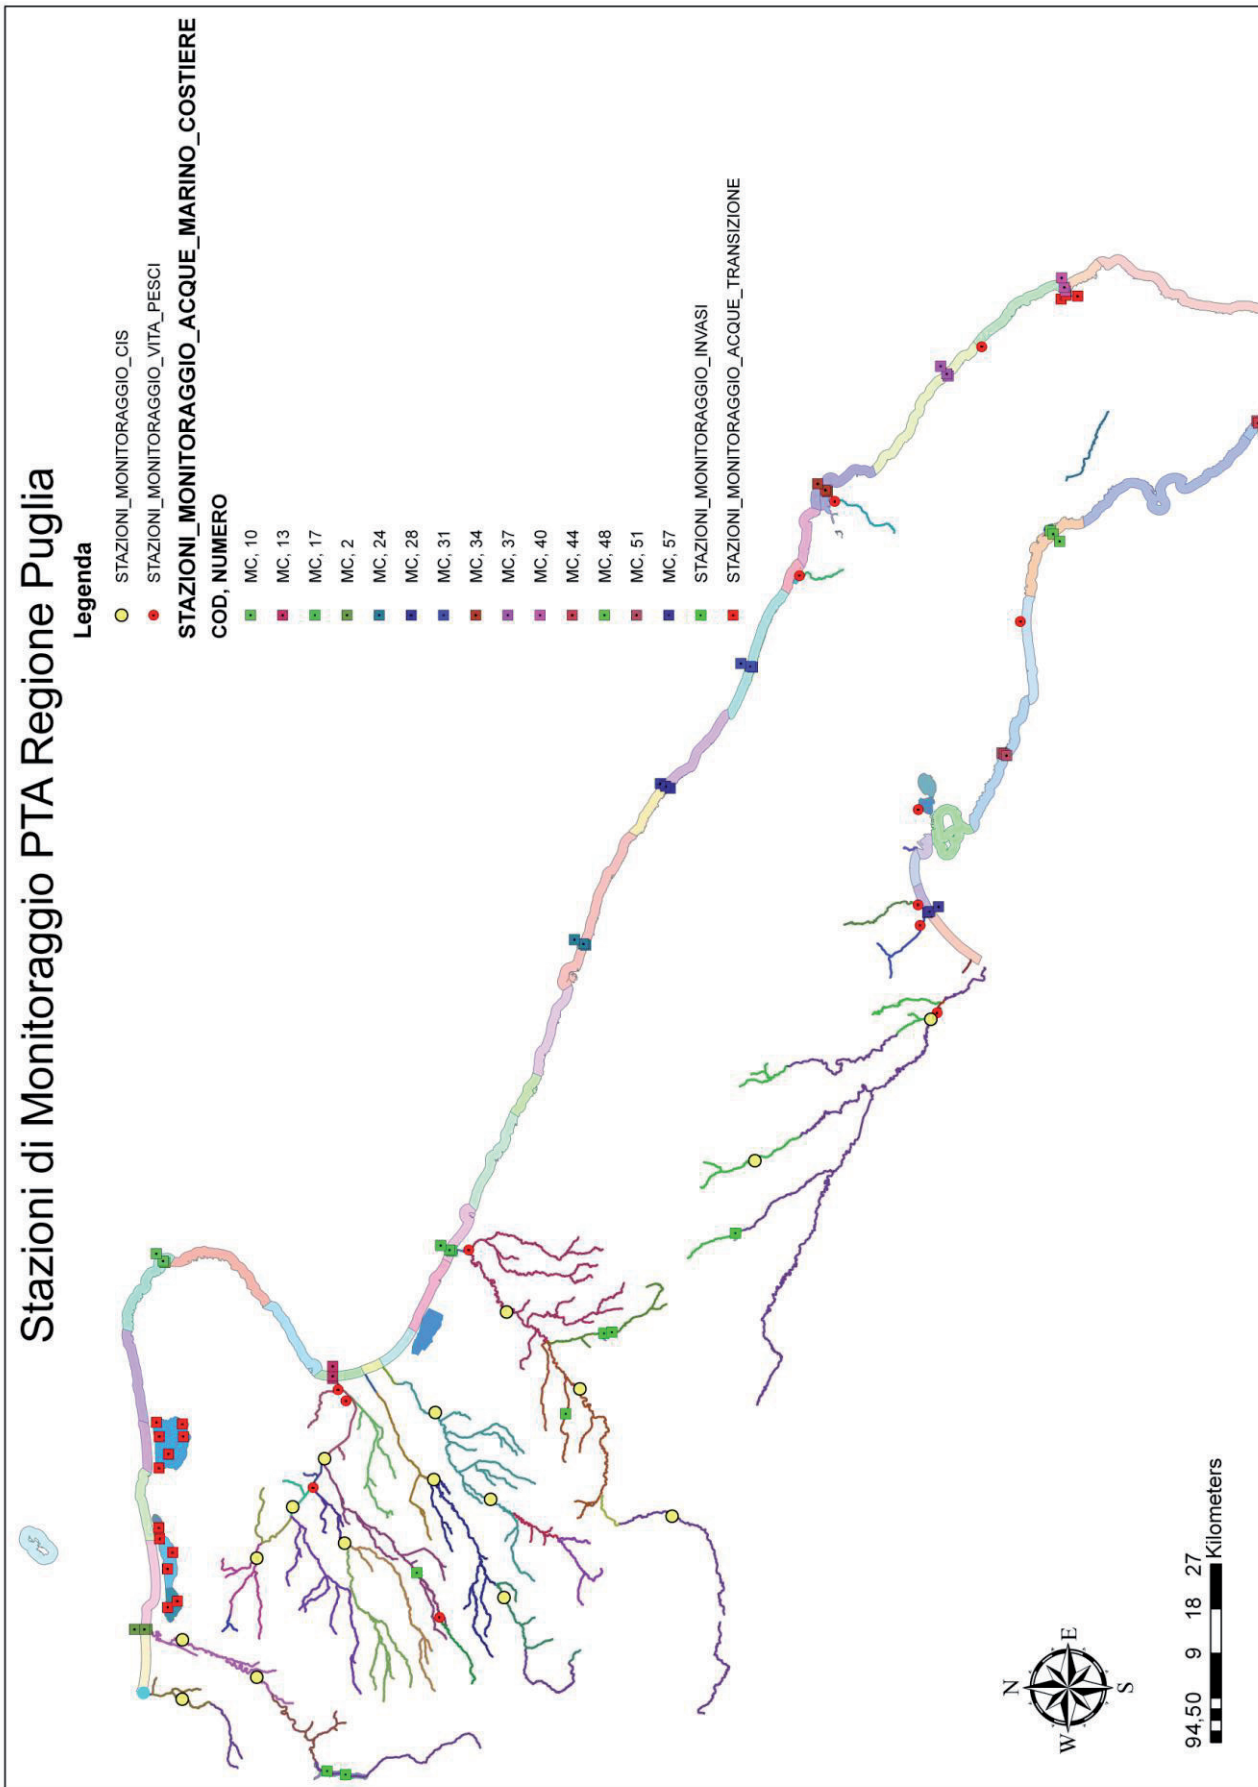 Stazioni di Monitoraggio PTA Regione Puglia
Legenda
STAZIONI_MONITORAGGIO_CIS
STAZIONI_MONITORAGGIO_VITA_PESCI
STAZIONI_MONITORAGGIO_ACQUE_MARINO_COSTIERE
COD, NUMERO
MC, 10
MC, 13
MC, 17
MC, 2
MC, 24
MC, 28
MC, 31
MC, 34
MC, 37
MC, 40
MC, 44
MC, 48
MC, 51
MC, 57
STAZIONI_MONITORAGGIO_INVASI
STAZIONI_MONITORAGGIO_ACQUE_TRANSIZIONE
N
W E
S
94,50 9 18 27
Kilometers